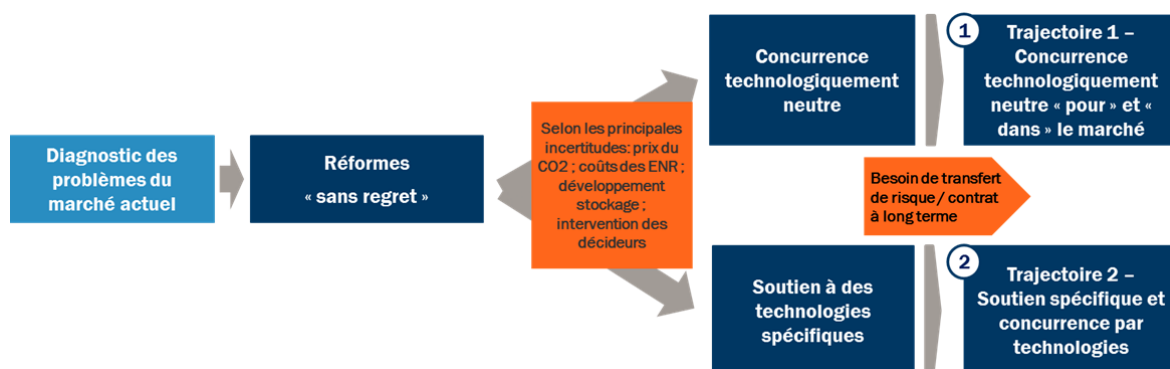 Diagnostic des
problèmes du
marché actuel
Réformes
« sans regret »
Selon les principales
incertitudes: prix du
CO2 ; coûts des ENR ;
développement
stockage ;
intervention des
décideurs
Concurrence
technologiquement
neutre
1
Trajectoire 1 –
Concurrence
technologiquement
neutre « pour » et «
dans » le marché
Besoin de transfert
de risque / contrat
à long terme
Soutien à des
technologies
spécifiques
2
Trajectoire 2 –
Soutien spécifique et
concurrence par
technologies